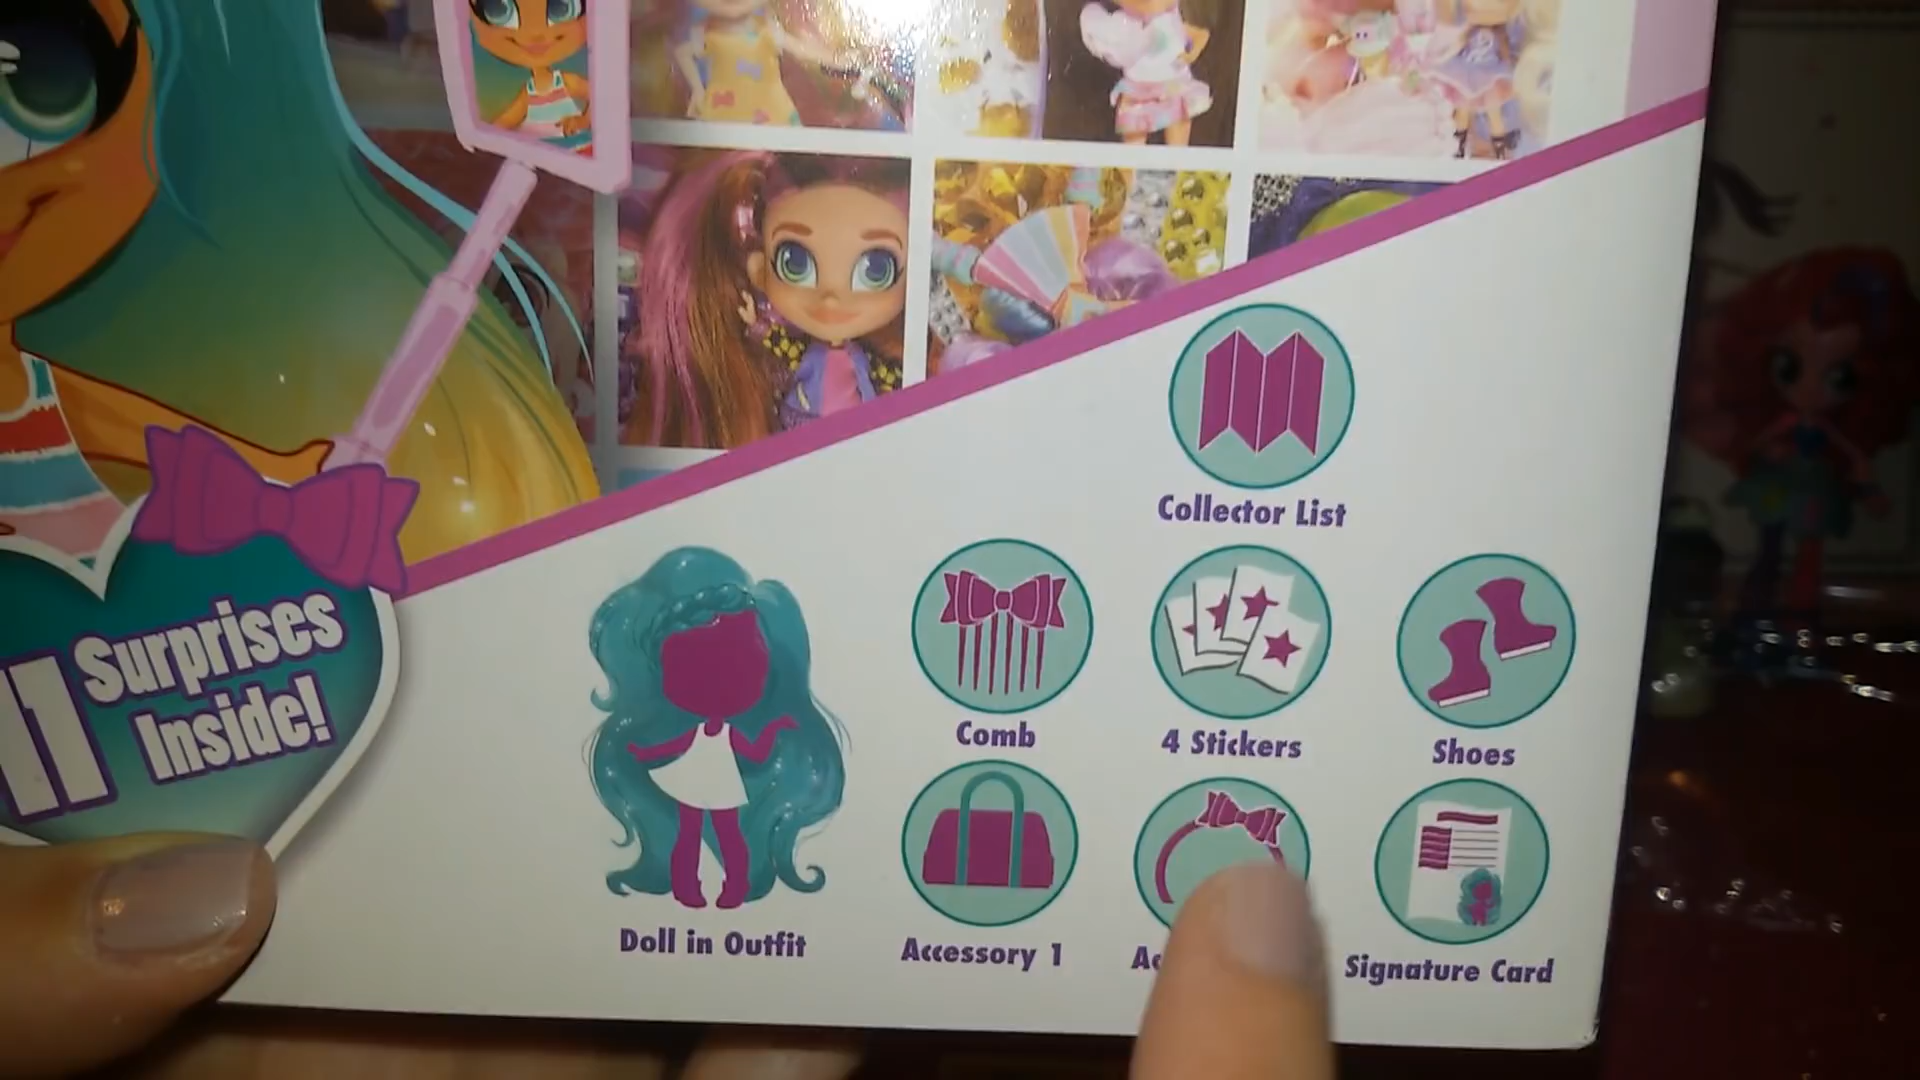 Collector List
11 Surprises
Inside!
Comb
4 Stickers
Shoes
Doll in Outfit
Accessory 1
Signature Card